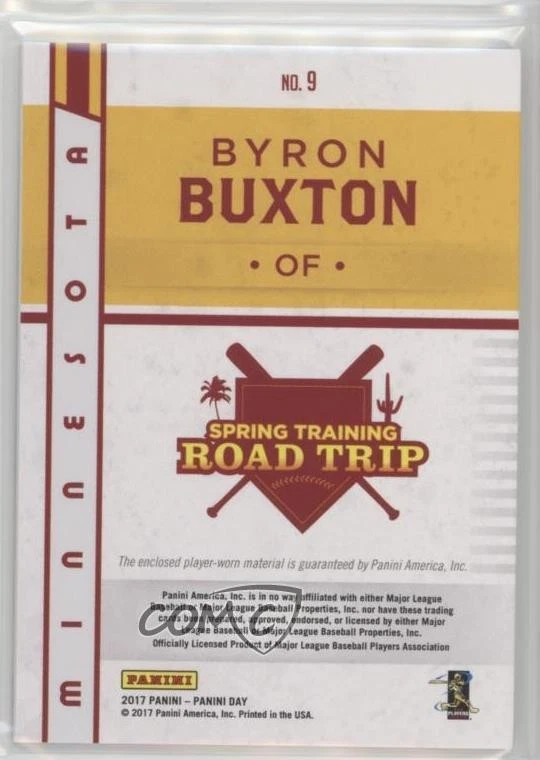 NO. 9
BYRON
BUXTON
• OF •
MINNESOTA
SPRING TRAINING
ROAD TRIP
The enclosed player-worn material is guaranteed by Panini America, Inc.
Panini America, Inc. is in no way affiliated with either Major League
Baseball or Major League Baseball Properties, Inc. nor have these trading
cards been prepared, approved, endorsed, or licensed by either Major
League Baseball or Major League Baseball Properties, Inc.
Officially Licensed Product of Major League Baseball Players Association
COMC
PANINI
2017 PANINI – PANINI DAY
© 2017 Panini America, Inc. Printed in the USA.
PLAYERS